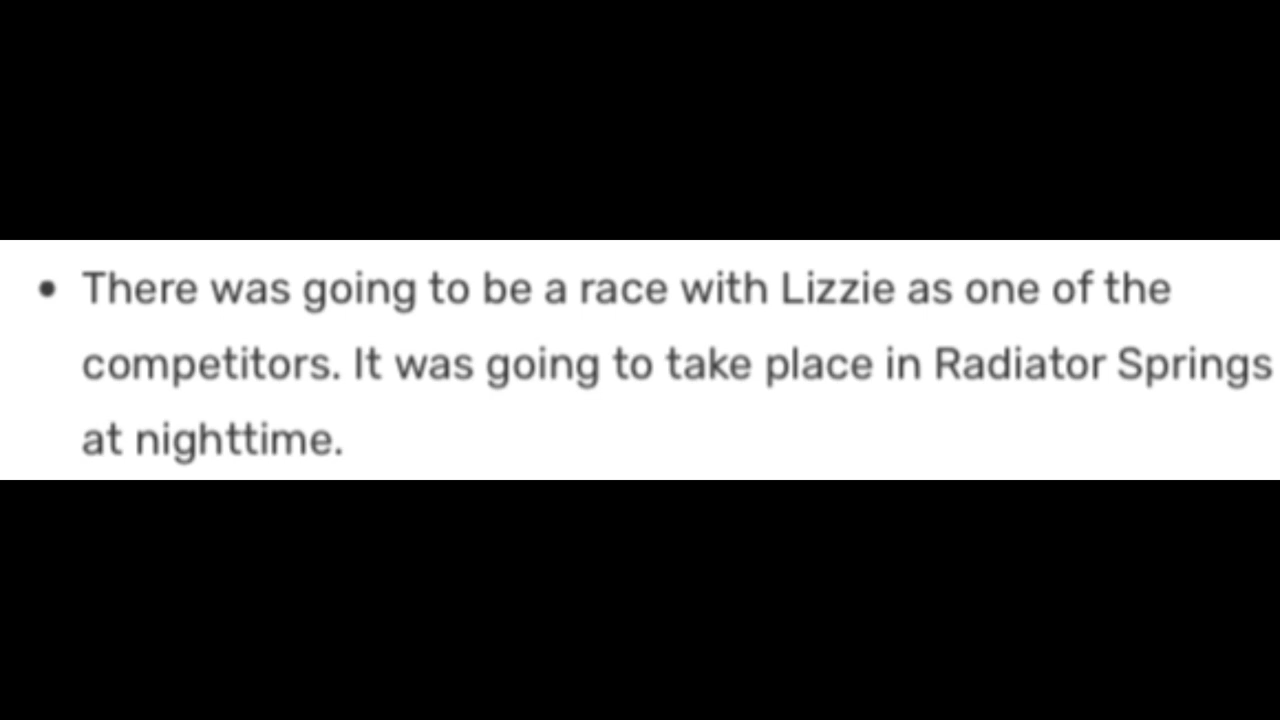 • There was going to be a race with Lizzie as one of the
competitors. It was going to take place in Radiator Springs
at nighttime.